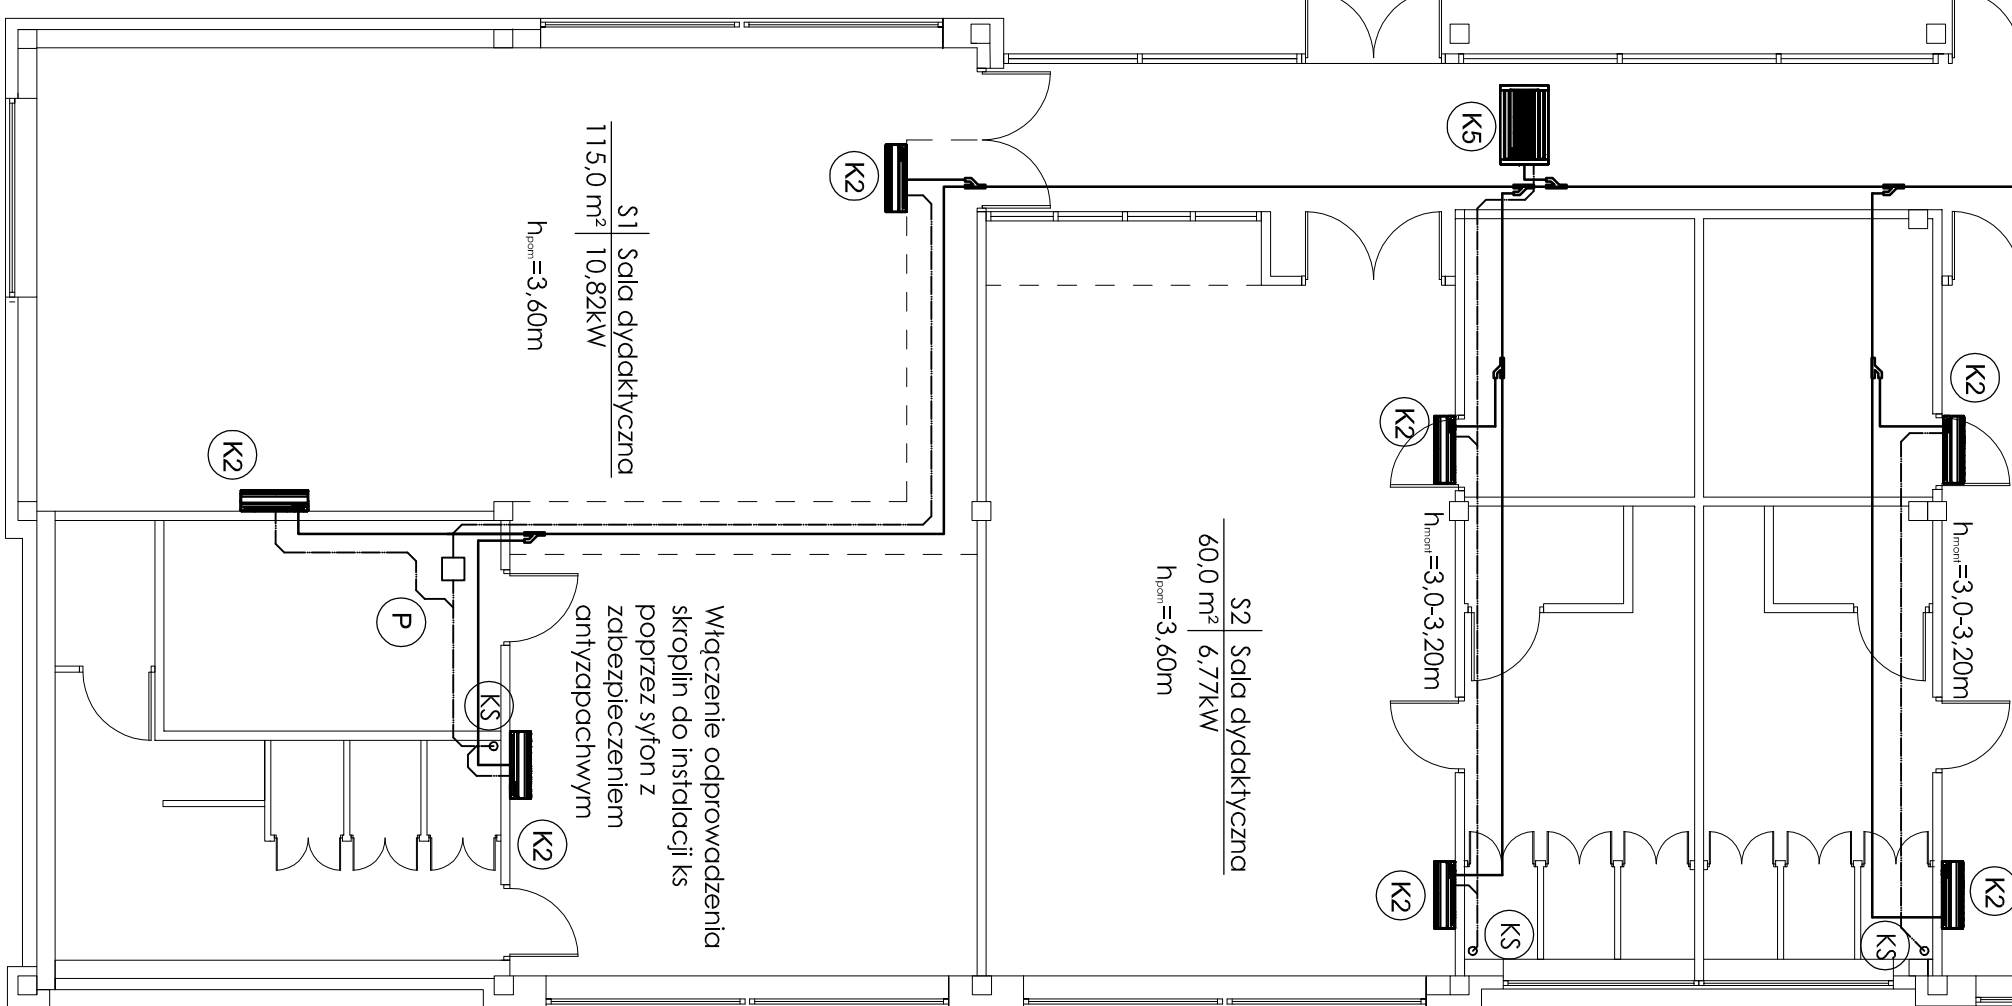 S1 Sala dydaktyczna
115,0 m² 10,82kW
hpom=3,60m
K2
K2
K2
P
KS
Włączenie odprowadzenia
skroplin do instalacji ks
poprzez syfon z
zabezpieczeniem
antyzapachwym
S2 Sala dydaktyczna
60,0 m² 6,77kW
hpom=3,60m
K5
K2
hmont=3,0-3,20m
K2
KS
K2
hmont=3,0-3,20m
K2
KS